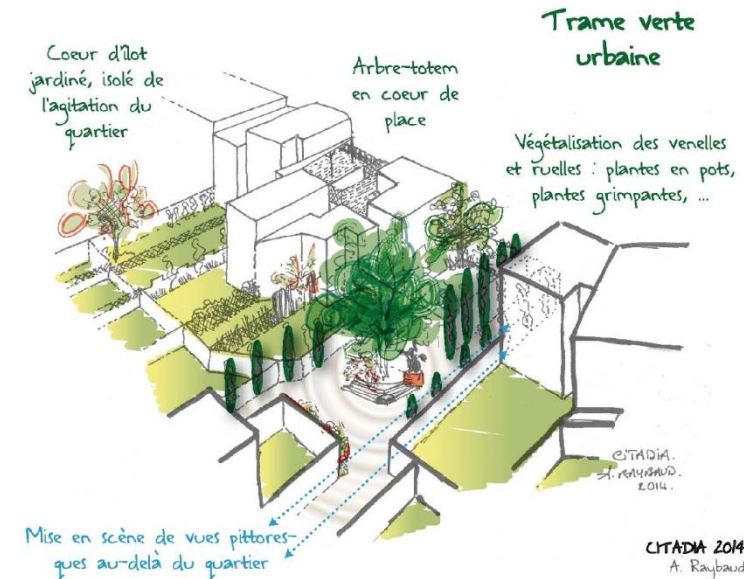 Trame verte
urbaine
Coeur d'îlot
jardiné, isolé de
l'agitation du
quartier
Arbre-totem
en coeur de
place
Végétalisation des venelles
et ruelles : plantes en pots,
plantes grimpantes, ...
CITADIA.
A. RAYBAUD.
2014.
Mise en scène de vues pittores-
ques au-delà du quartier
CITADIA 2014
A. Raybaud